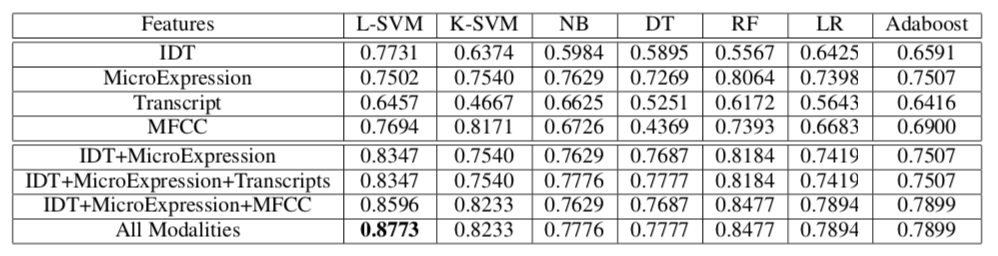 Features L-SVM K-SVM NB DT RF LR Adaboost
IDT 0.7731 0.6374 0.5984 0.5895 0.5567 0.6425 0.6591
MicroExpression 0.7502 0.7540 0.7629 0.7269 0.8064 0.7398 0.7507
Transcript 0.6457 0.4667 0.6625 0.5251 0.6172 0.5643 0.6416
MFCC 0.7694 0.8171 0.6726 0.4369 0.7393 0.6683 0.6900
IDT+MicroExpression 0.8347 0.7540 0.7629 0.7687 0.8184 0.7419 0.7507
IDT+MicroExpression+Transcripts 0.8347 0.7540 0.7776 0.7777 0.8184 0.7419 0.7507
IDT+MicroExpression+MFCC 0.8596 0.8233 0.7629 0.7687 0.8477 0.7894 0.7899
All Modalities 0.8773 0.8233 0.7776 0.7777 0.8477 0.7894 0.7899